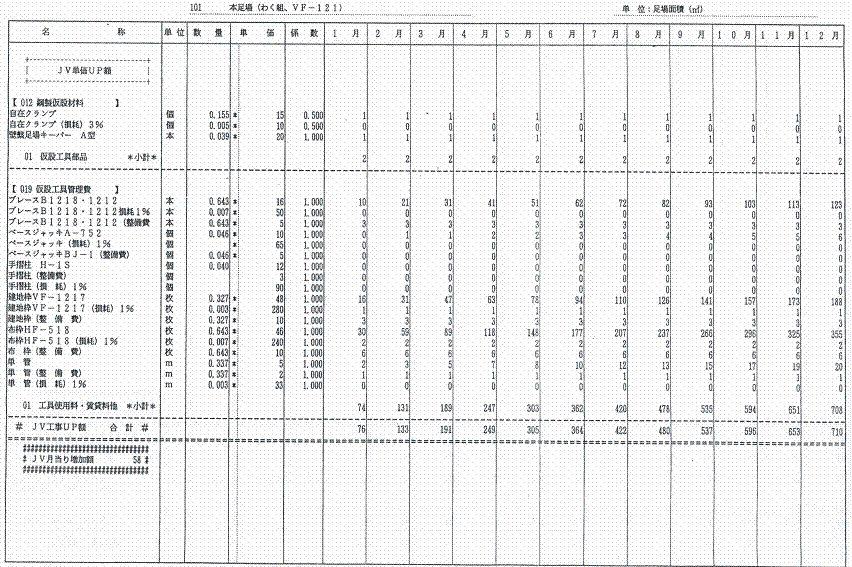 101 本足場（わく組、VF－121） 単 位：足場面積（㎡）
名 称 単位 数 量 単 価 係 数 1 月 2 月 3 月 4 月 5 月 6 月 7 月 8 月 9 月 10月 11月 12月
JV単価UP額
【 012 鋼製仮設材料 】
自在クランプ 個 0.155 * 15 0.500 1 1 1 1 1 1 1 1 1 1 1 1
自在クランプ（損耗）3% 個 0.005 * 10 0.500 0 0 0 0 0 0 0 0 0 0 0 0
壁繋足場キーパー A型 本 0.039 * 20 1.000 1 1 1 1 1 1 1 1 1 1 1 1
01 仮設工具部品 *小計* 2 2 2 2 2 2 2 2 2 2 2 2
【 019 仮設工具管理費 】
ブレースB1218・1212 本 0.643 * 16 1.000 10 21 31 41 51 62 72 82 93 103 113 123
ブレースB1218・1212損耗1% 本 0.007 * 50 1.000 0 0 0 0 0 0 0 0 0 0 0 0
ブレースB1218・1212（整備費 本 0.643 * 5 1.000 3 3 3 3 3 3 3 3 3 3 3 3
ベースジャッキA－752 個 0.046 * 10 1.000 0 1 1 2 2 3 3 4 4 5 5 6
ベースジャッキ（損耗）1% 個 * 65 1.000 0 0 0 0 0 0 0 0 0 0 0 0
ベースジャッキBJ－1（整備費） 個 0.046 * 5 1.000 0 0 0 0 0 0 0 0 0 0 0 0
手摺柱 H－1S 個 0.040 12 1.000 0 0 0 0 0 0 0 0 0 0 0 0
手摺柱（整備費） 個 3 1.000 0 0 0 0 0 0 0 0 0 0 0 0
手摺柱（損 耗）1% 個 90 1.000 0 0 0 0 0 0 0 0 0 0 0 0
建地枠VF－1217 枚 0.327 * 48 1.000 16 31 47 63 78 94 110 126 141 157 173 188
建地枠VF－1217（損耗）1% 枚 0.003 * 280 1.000 1 1 1 1 1 1 1 1 1 1 1 1
建地枠（整 備 費） 枚 0.327 * 10 1.000 3 3 3 3 3 3 3 3 3 3 3 3
布枠HF－518 枚 0.643 * 46 1.000 30 59 89 118 148 177 207 237 266 296 325 355
布枠HF－518（損耗）1% 枚 0.007 * 240 1.000 2 2 2 2 2 2 2 2 2 2 2 2
布 枠（整 備 費） 枚 0.643 * 10 1.000 6 6 6 6 6 6 6 6 6 6 6 6
単 管 m 0.337 * 5 1.000 2 3 5 7 8 10 12 13 15 17 19 20
単 管（整 備 費） m 0.337 * 2 1.000 1 1 1 1 1 1 1 1 1 1 1 1
単 管（損 耗）1% m 0.003 * 33 1.000 0 0 0 0 0 0 0 0 0 0 0 0
01 工具使用料・賃貸料他 *小計* 74 131 189 247 303 362 420 478 535 594 651 708
# JV工事UP額 合 計 # 76 133 191 249 305 364 422 480 537 596 653 710
# JV月当り増加額 58 #